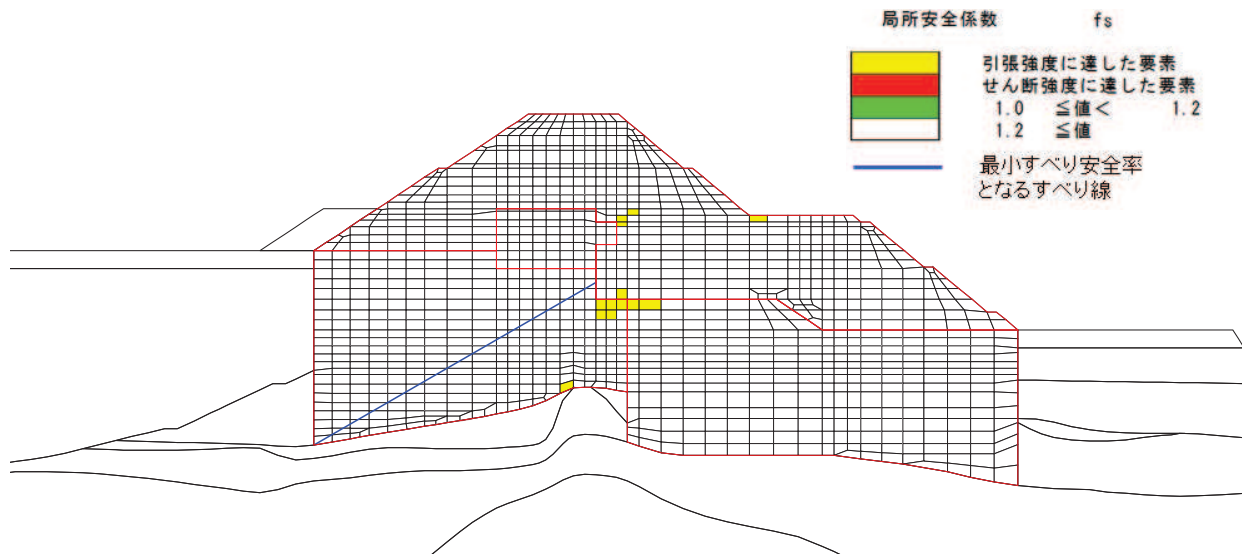 局所安全係数 fs
引張強度に達した要素
せん断強度に達した要素
1.0 ≦値< 1.2
1.2 ≦値
最小すべり安全率
となるすべり線